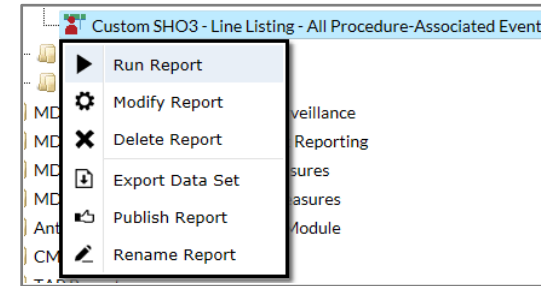 Custom SHO3 - Line Listing - All Procedure-Associated Event
Run Report
Modify Report
MD veillance
Delete Report
MD Reporting
MD sures
Export Data Set
MD asures
Publish Report
Ant Module
Rename Report
CM